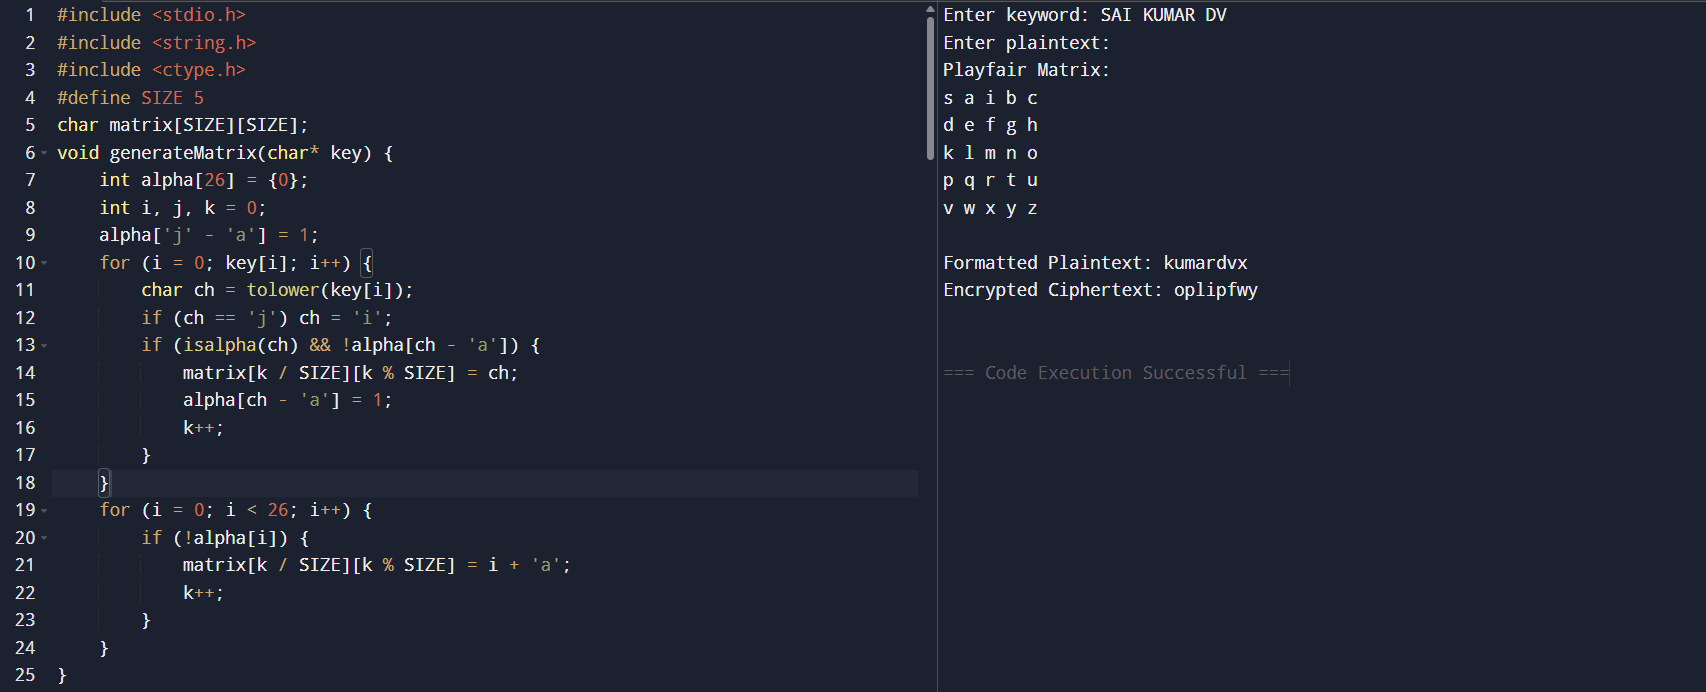 1 #include <stdio.h>
2 #include <string.h>
3 #include <ctype.h>
4 #define SIZE 5
5 char matrix[SIZE][SIZE];
6 void generateMatrix(char* key) {
7     int alpha[26] = {0};
8     int i, j, k = 0;
9     alpha['j' - 'a'] = 1;
10     for (i = 0; key[i]; i++) {
11         char ch = tolower(key[i]);
12         if (ch == 'j') ch = 'i';
13         if (isalpha(ch) && !alpha[ch - 'a']) {
14             matrix[k / SIZE][k % SIZE] = ch;
15             alpha[ch - 'a'] = 1;
16             k++;
17         }
18     }
19     for (i = 0; i < 26; i++) {
20         if (!alpha[i]) {
21             matrix[k / SIZE][k % SIZE] = i + 'a';
22             k++;
23         }
24     }
25 }
Enter keyword: SAI KUMAR DV
Enter plaintext:
Playfair Matrix:
s a i b c
d e f g h
k l m n o
p q r t u
v w x y z
Formatted Plaintext: kumardvx
Encrypted Ciphertext: oplipfwy
=== Code Execution Successful ===